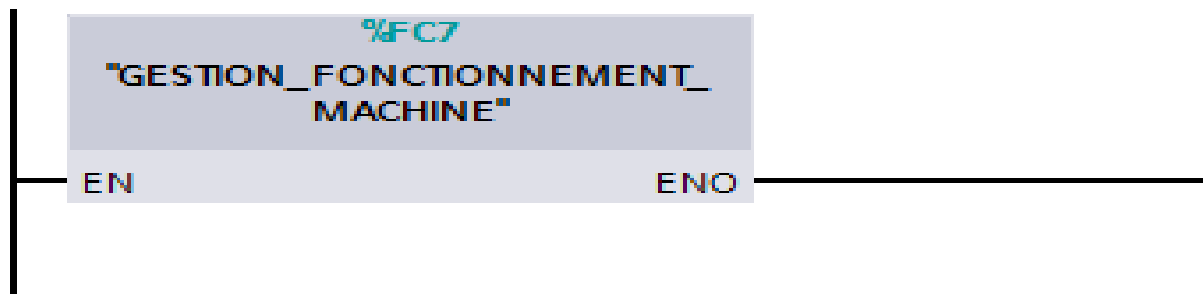 %FC7
"GESTION_FONCTIONNEMENT_
MACHINE"
EN ENO